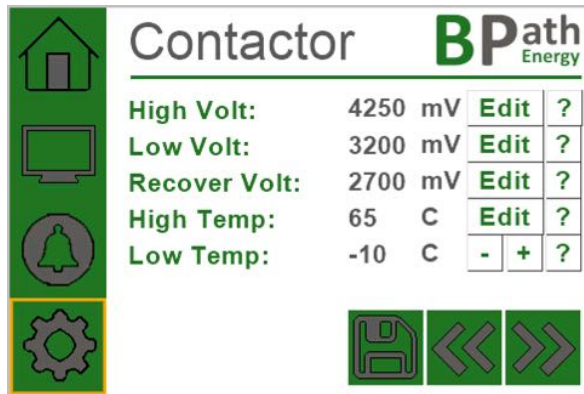 Contactor
BPath Energy
High Volt: 4250 mV Edit ?
Low Volt: 3200 mV Edit ?
Recover Volt: 2700 mV Edit ?
High Temp: 65 C Edit ?
Low Temp: -10 C - + ?